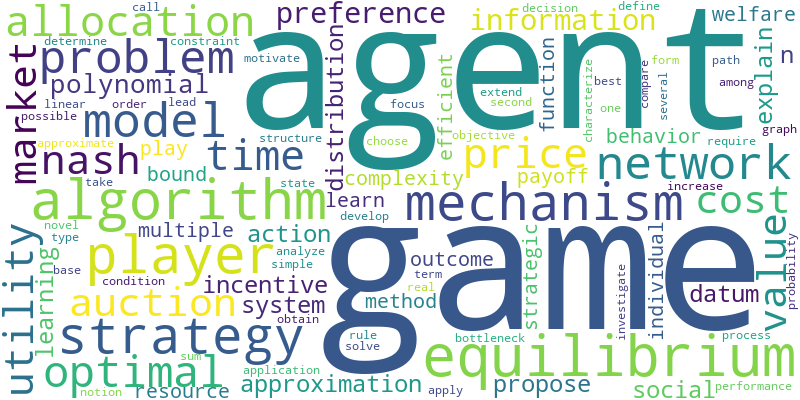 call
decision
define
allocation
preference
information
welfare
determine
constraint
agent
problem
motivate
market
polynomial
distribution
efficient
function
characterize
best
compare
several
form
path
among
explain
n
linear
order
lead
focus
extend
second
one
possible
model
structure
choose
objective
behavior
require
graph
approximate
nash
play
time
price
network
take
bound
state
complexity
payoff
increase
algorithm
learn
mechanism
cost
novel
type
multiple
develop
action
analyze
simple
player
game
outcome
term
real
method
strategic
investigate
individual
datum
value
probability
utility
learning
base
condition
incentive
system
auction
obtain
strategy
rule
solve
bottleneck
process
equilibrium
sum
optimal
application
approximation
notion
resource
apply
propose
social
performance